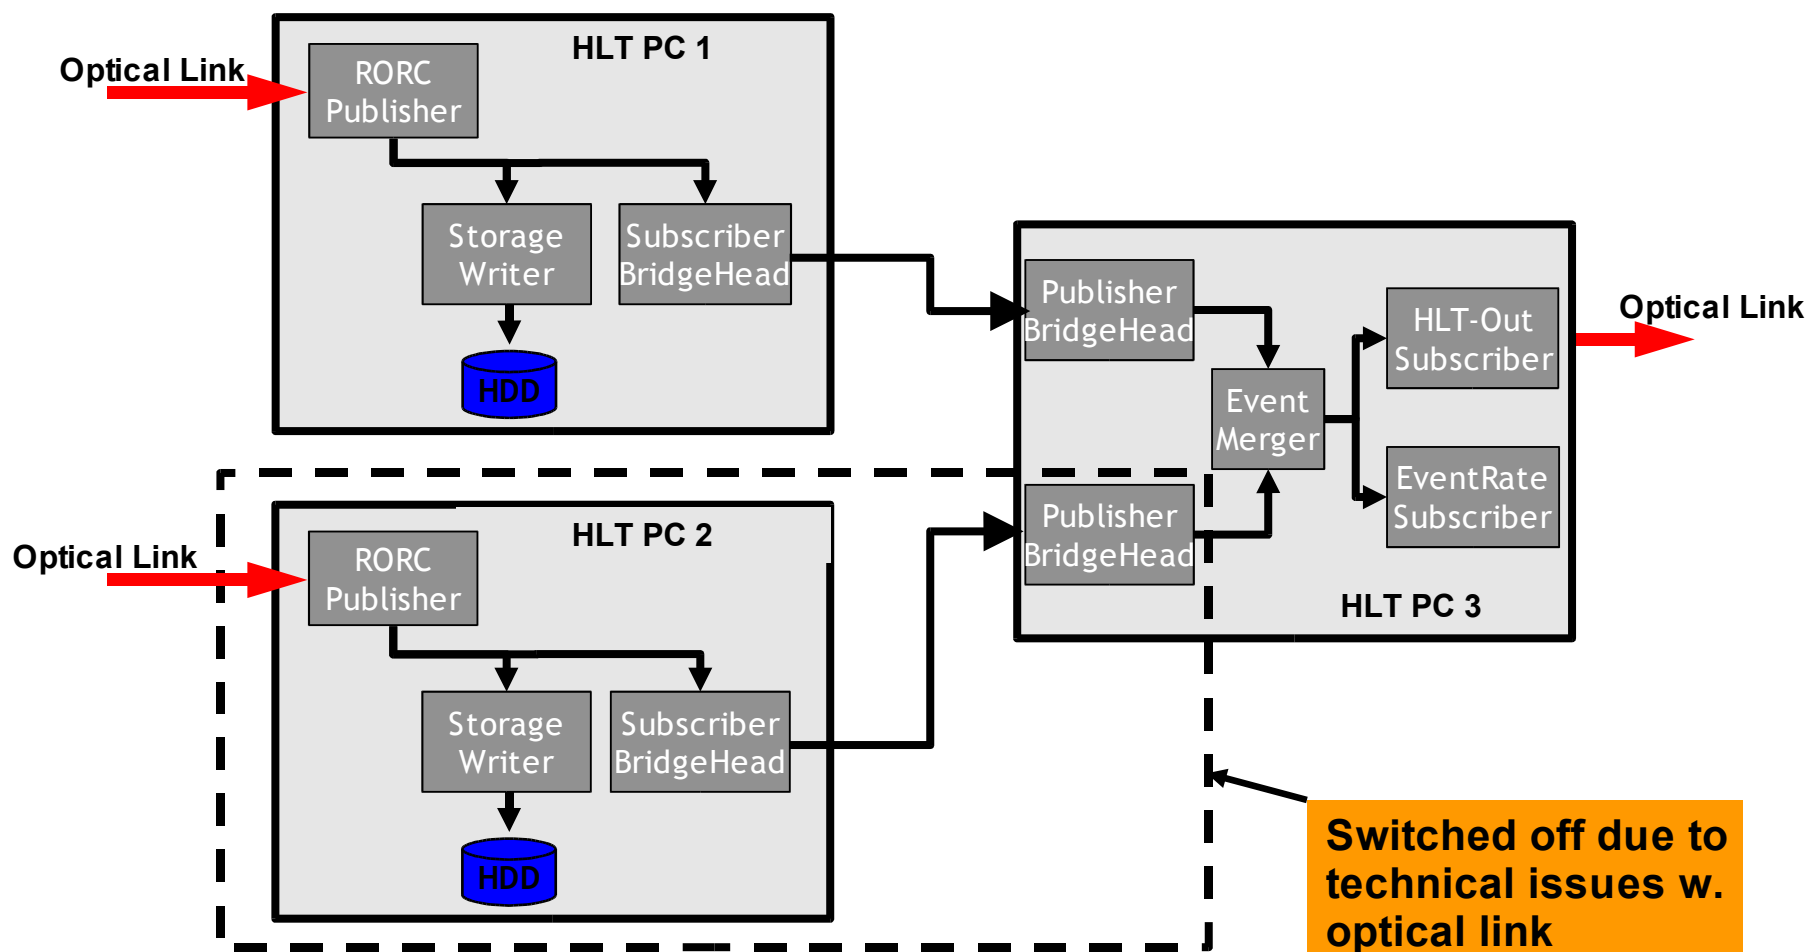 HLT PC 1
Optical Link
RORC
Publisher
Storage
Writer
Subscriber
BridgeHead
HDD
HLT PC 2
Optical Link
RORC
Publisher
Storage
Writer
Subscriber
BridgeHead
HDD
Publisher
BridgeHead
Publisher
BridgeHead
Event
Merger
HLT-Out
Subscriber
EventRate
Subscriber
HLT PC 3
Optical Link
Switched off due to
technical issues w.
optical link